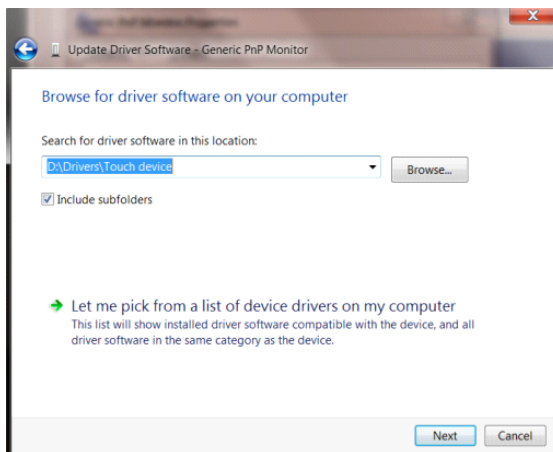 Update Driver Software - Generic PnP Monitor
Browse for driver software on your computer
Search for driver software in this location:
D:\Drivers\Touch device
Browse...
Include subfolders
Let me pick from a list of device drivers on my computer
This list will show installed driver software compatible with the device, and all
driver software in the same category as the device.
Next
Cancel